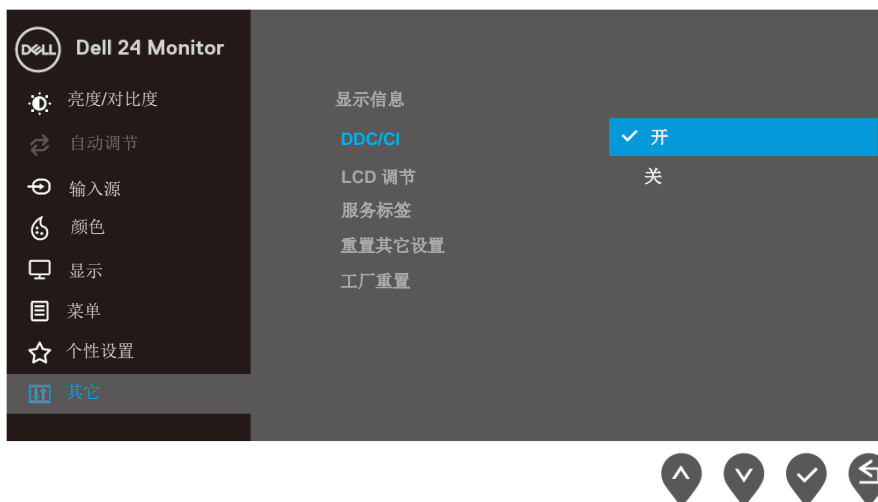 DELL Dell 24 Monitor
亮度/对比度
自动调节
输入源
颜色
显示
菜单
个性设置
其它
显示信息
DDC/CI
LCD 调节
服务标签
重置其它设置
工厂重置
开
关